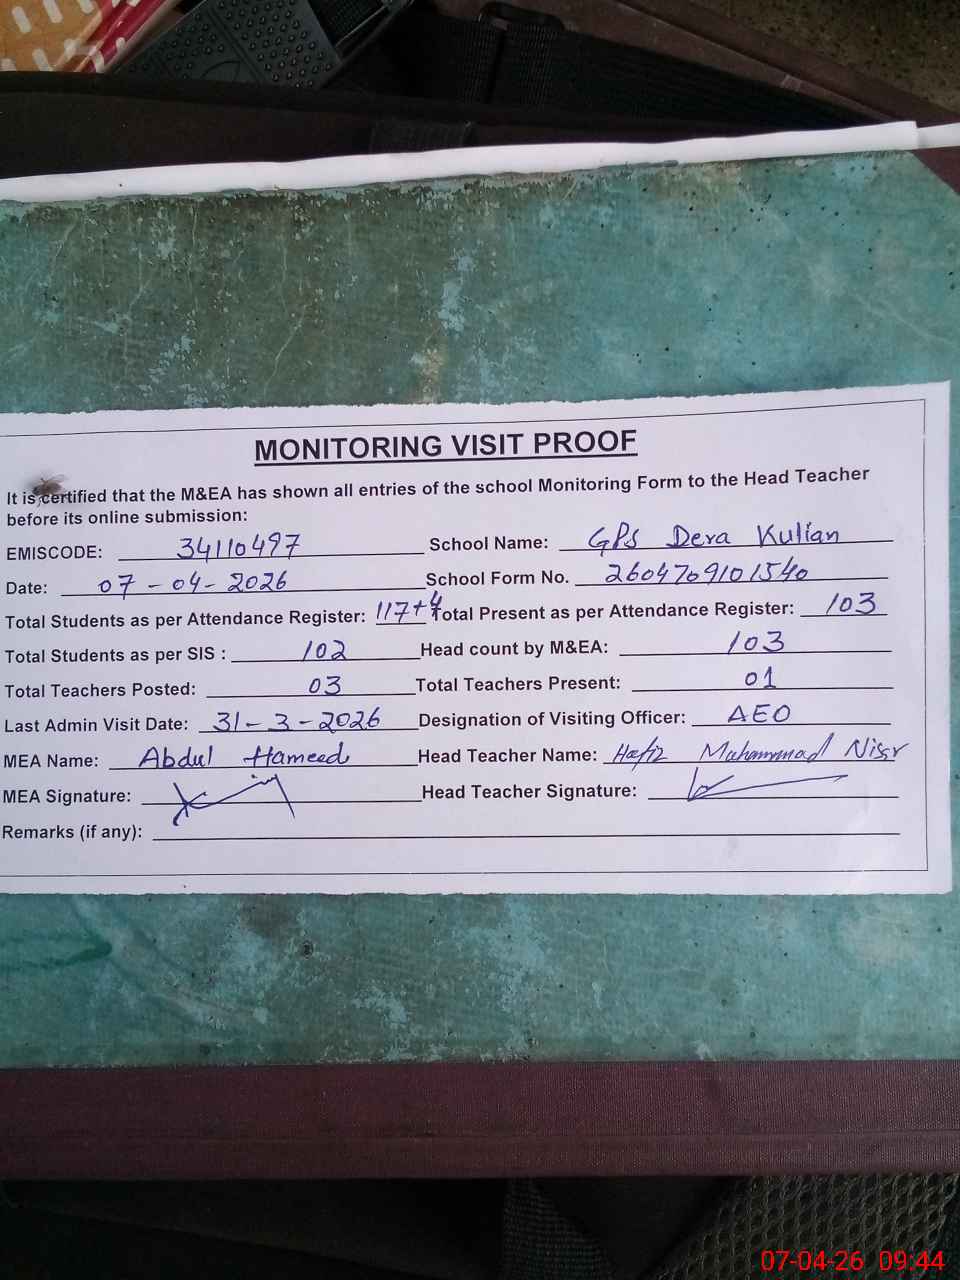 MONITORING VISIT PROOF
It is certified that the M&EA has shown all entries of the school Monitoring Form to the Head Teacher
before its online submission:
EMISCODE: 34110497 School Name: GPS Dera Kulian
Date: 07-04-2026 School Form No. 2604709101540
Total Students as per Attendance Register: 117+4 Total Present as per Attendance Register: 103
Total Students as per SIS : 102 Head count by M&EA: 103
Total Teachers Posted: 03 Total Teachers Present: 01
Last Admin Visit Date: 31-3-2026 Designation of Visiting Officer: AEO
MEA Name: Abdul Hameed Head Teacher Name: Hafiz Muhammad Nisar
MEA Signature: Head Teacher Signature:
Remarks (if any):
07-04-26 09:44